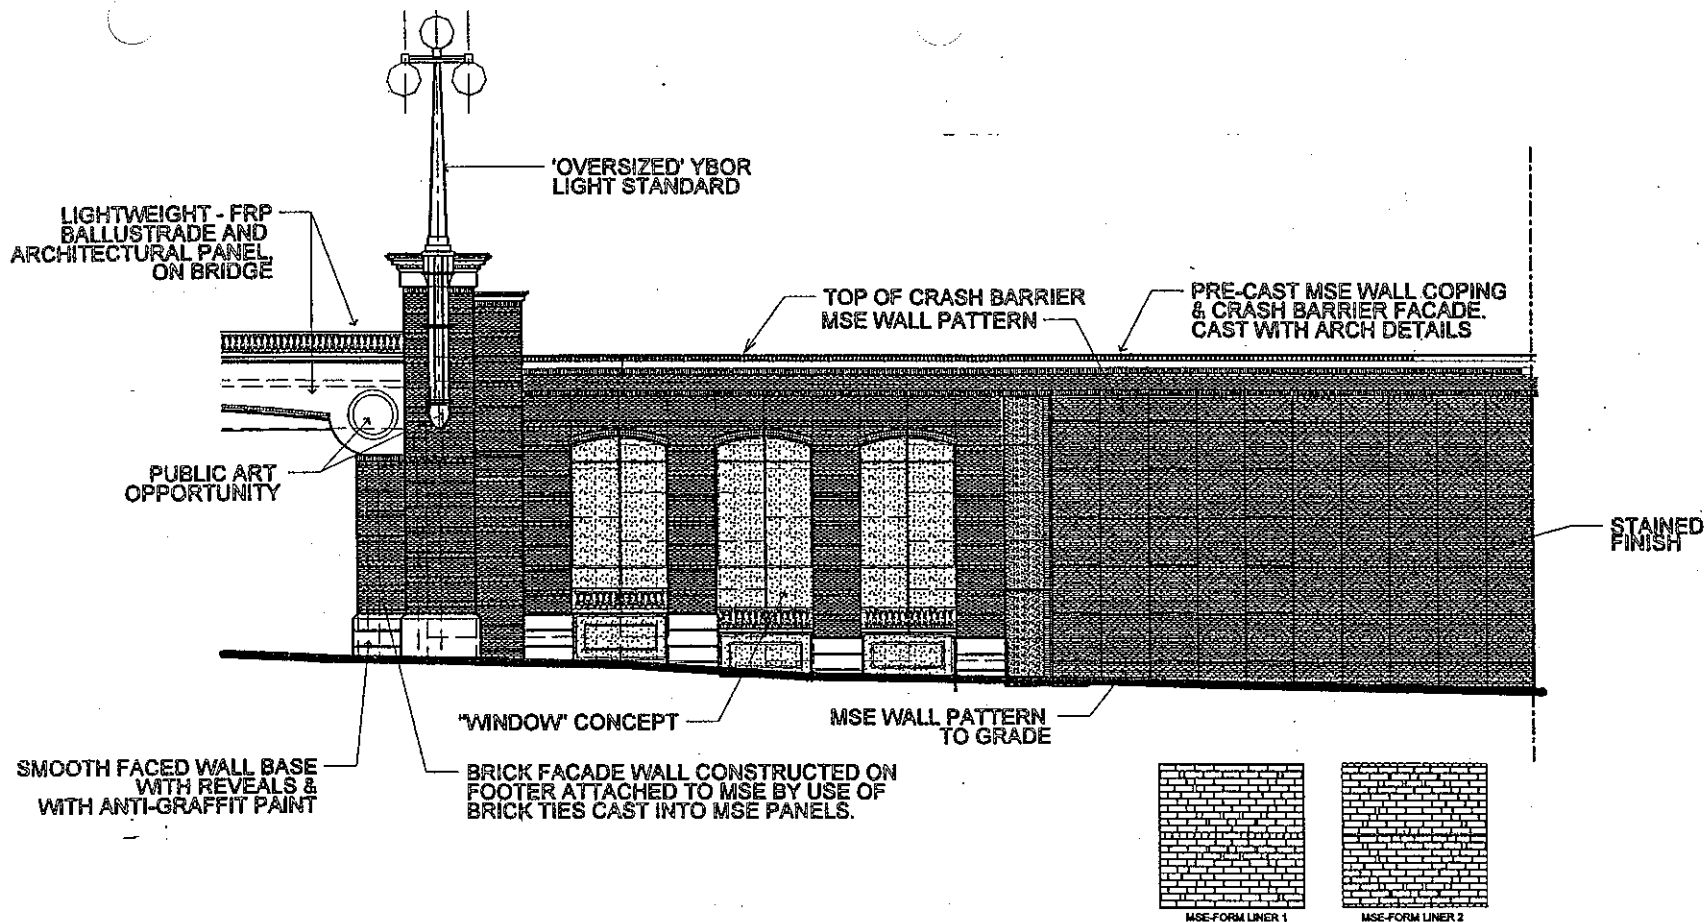 'OVERSIZED' YBOR
LIGHT STANDARD
LIGHTWEIGHT - FRP
BALLUSTRADE AND
ARCHITECTURAL PANEL,
ON BRIDGE
TOP OF CRASH BARRIER
MSE WALL PATTERN
PRE-CAST MSE WALL COPING
& CRASH BARRIER FACADE.
CAST WITH ARCH DETAILS
PUBLIC ART
OPPORTUNITY
STAINED
FINISH
"WINDOW" CONCEPT
MSE WALL PATTERN
TO GRADE
SMOOTH FACED WALL BASE
WITH REVEALS &
WITH ANTI-GRAFFIT PAINT
BRICK FACADE WALL CONSTRUCTED ON
FOOTER ATTACHED TO MSE BY USE OF
BRICK TIES CAST INTO MSE PANELS.
MSE-FORM LINER 1
MSE-FORM LINER 2